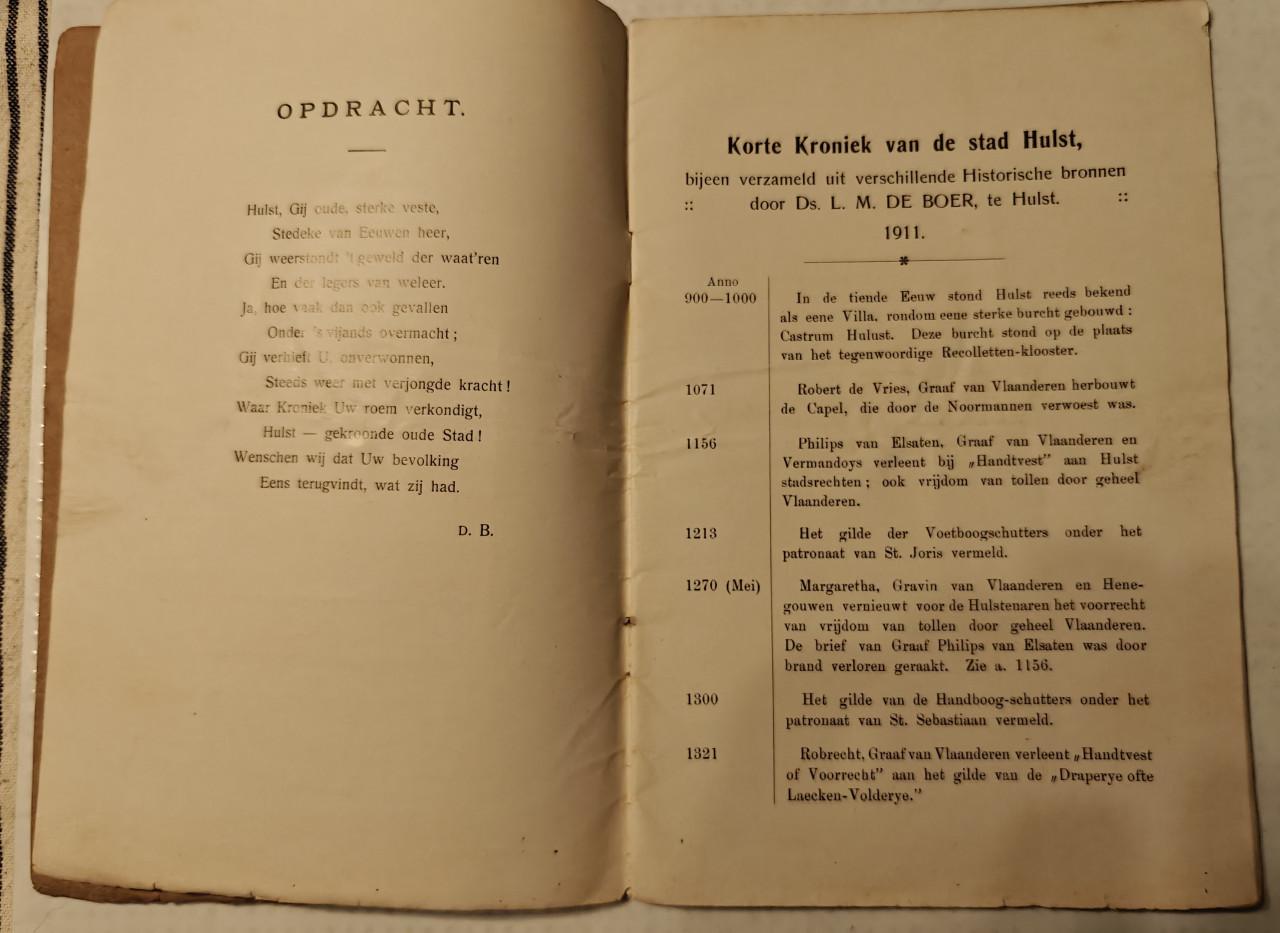 OPDRACHT.
Hulst, Gij oude, sterke veste,
Stedeke van Eeuwen heer,
Gij weerstondt 't geweld der waat'ren
En der legers van weleer.
Ja, hoe vaak dan ook gevallen
Onder 's vijands overmacht;
Gij verhieft U, onverwonnen,
Steeds weer met verjongde kracht!
Waar Kroniek Uw roem verkondigt,
Hulst — gekroonde oude Stad!
Wenschen wij dat Uw bevolking
Eens terugvindt, wat zij had.
D. B.
Korte Kroniek van de stad Hulst,
bijeen verzameld uit verschillende Historische bronnen
:: door Ds. L. M. DE BOER, te Hulst. ::
1911.
Anno
900—1000 In de tiende Eeuw stond Hulst reeds bekend
als eene Villa, rondom eene sterke burcht gebouwd:
Castrum Hulust. Deze burcht stond op de plaats
van het tegenwoordige Recolletten-klooster.
1071 Robert de Vries, Graaf van Vlaanderen herbouwt
de Capel, die door de Noormannen verwoest was.
1156 Philips van Elsaten, Graaf van Vlaanderen en
Vermandoys verleent bij „Handtvest" aan Hulst
stadsrechten; ook vrijdom van tollen door geheel
Vlaanderen.
1213 Het gilde der Voetboogschutters onder het
patronaat van St. Joris vermeld.
1270 (Mei) Margaretha, Gravin van Vlaanderen en Hene-
gouwen vernieuwt voor de Hulstenaren het voorrecht
van vrijdom van tollen door geheel Vlaanderen.
De brief van Graaf Philips van Elsaten was door
brand verloren geraakt. Zie a. 1156.
1300 Het gilde van de Handboog-schutters onder het
patronaat van St. Sebastiaan vermeld.
1321 Robrecht, Graaf van Vlaanderen verleent „Handtvest
of Voorrecht" aan het gilde van de „Draperye ofte
Laecken-Volderye."